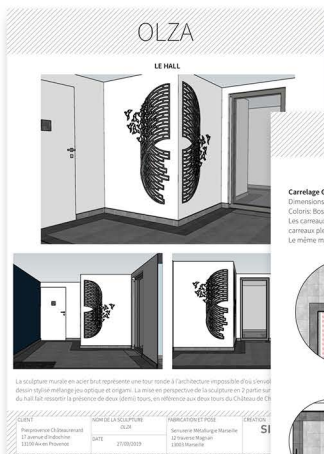 OLZA
LE HALL
La sculpture murale en acier brut représente une tour ronde à l'architecture impossible d'où s'envol
dessin stylisé mélange jeu optique et origami. La mise en perspective de la sculpture en 2 partie sur
du hall fait ressortir la présence de deux (demi) tours, en référence aux deux tours du Château de Ch
CLIENT
Pierreprovence Châteaurenard
17 avenue d'Indochine
13100 Aix en Provence
NOM DE LA SCULPTURE
OLZA
DATE
27/09/2019
FABRICATION ET POSE
Serrurerie Métallurgie Marseille
12 traverse Magnan
13003 Marseille
CRÉATION
Carrelage
Dimensions
Coloris: Bos
Les carreaux
carreaux ple
Le même m